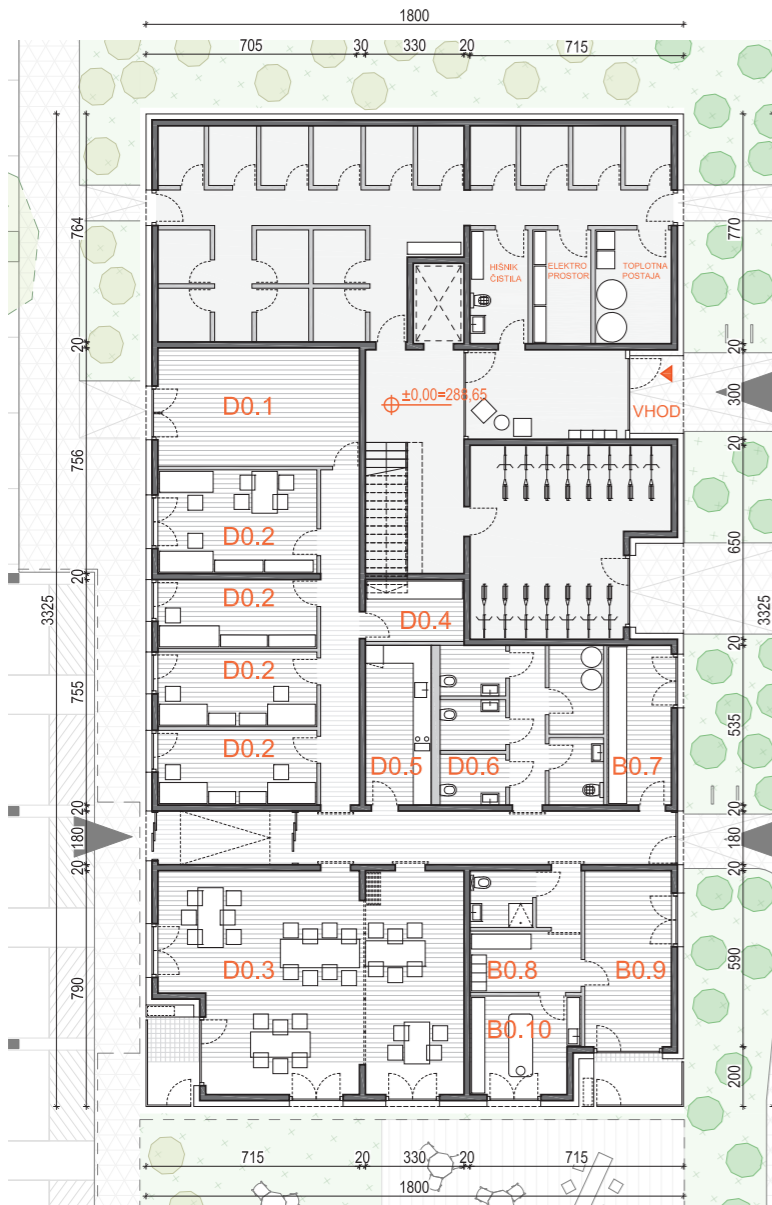 1800
705 30 330 20 715
764
20
756
20
755
20
180
20
790
3325
770
20
300
20
650
20
535
20
180
20
590
200
3325
HIŠNIK
ČISTILA
ELEKTRO
PROSTOR
TOPLOTNA
POSTAJA
±0,00=288,65
VHOD
D0.1
D0.2
D0.2
D0.4
D0.2
D0.2
D0.5
D0.6
B0.7
D0.3
B0.8
B0.9
B0.10
715 20 330 20 715
1800